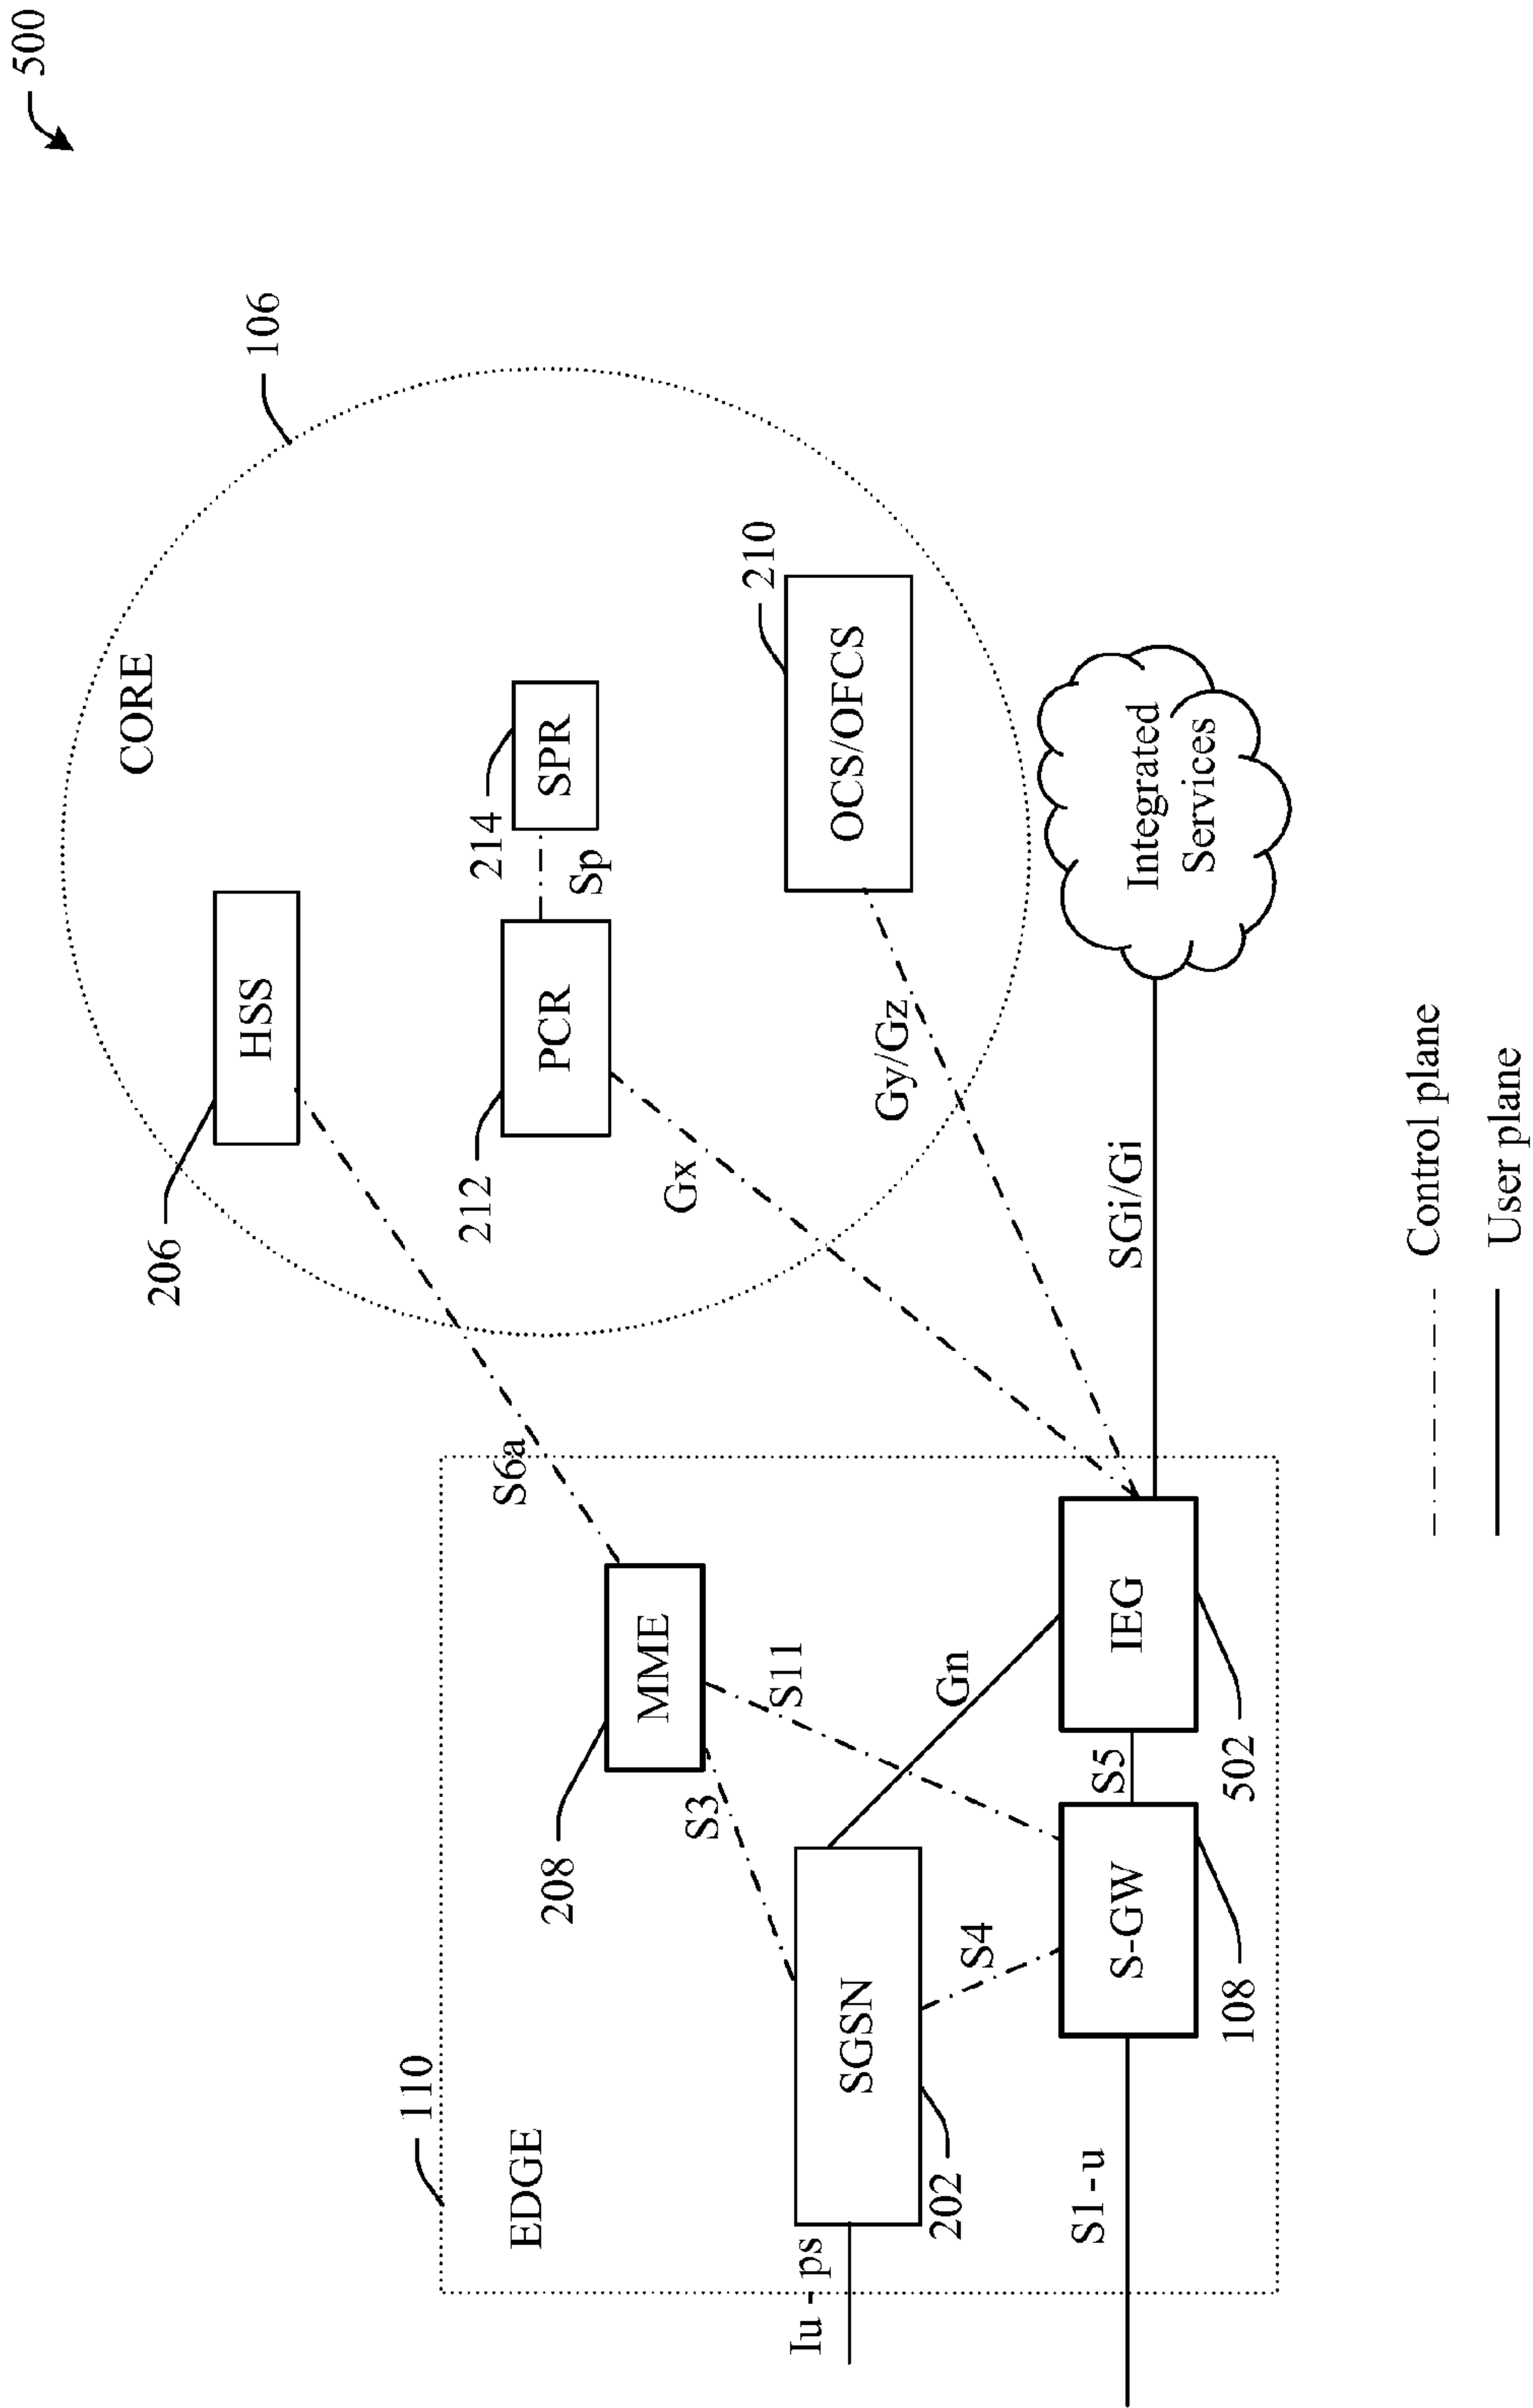 500
106
CORE
HSS
206
214
SPR
Sp
PCR
212
210
OCS/OFCS
Gx
Gy/Gz
Integrated
Services
SGi/Gi
S6a
110
EDGE
MME
208
S3
S11
Gn
SGSN
202
S4
IEG
502
S5
S-GW
108
Iu - ps
S1- u
Control plane
User plane